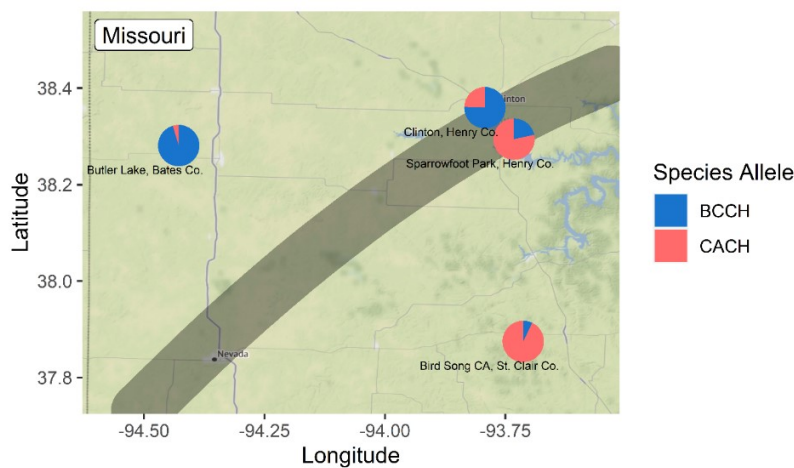 Missouri
38.4
38.2
38.0
37.8
Latitude
inton
Clinton, Henry Co.
Sparrowfoot Park, Henry Co.
Butler Lake, Bates Co.
Nevada
Bird Song CA, St. Clair Co.
-94.50
-94.25
-94.00
-93.75
Longitude
Species Allele
BCCH
CACH